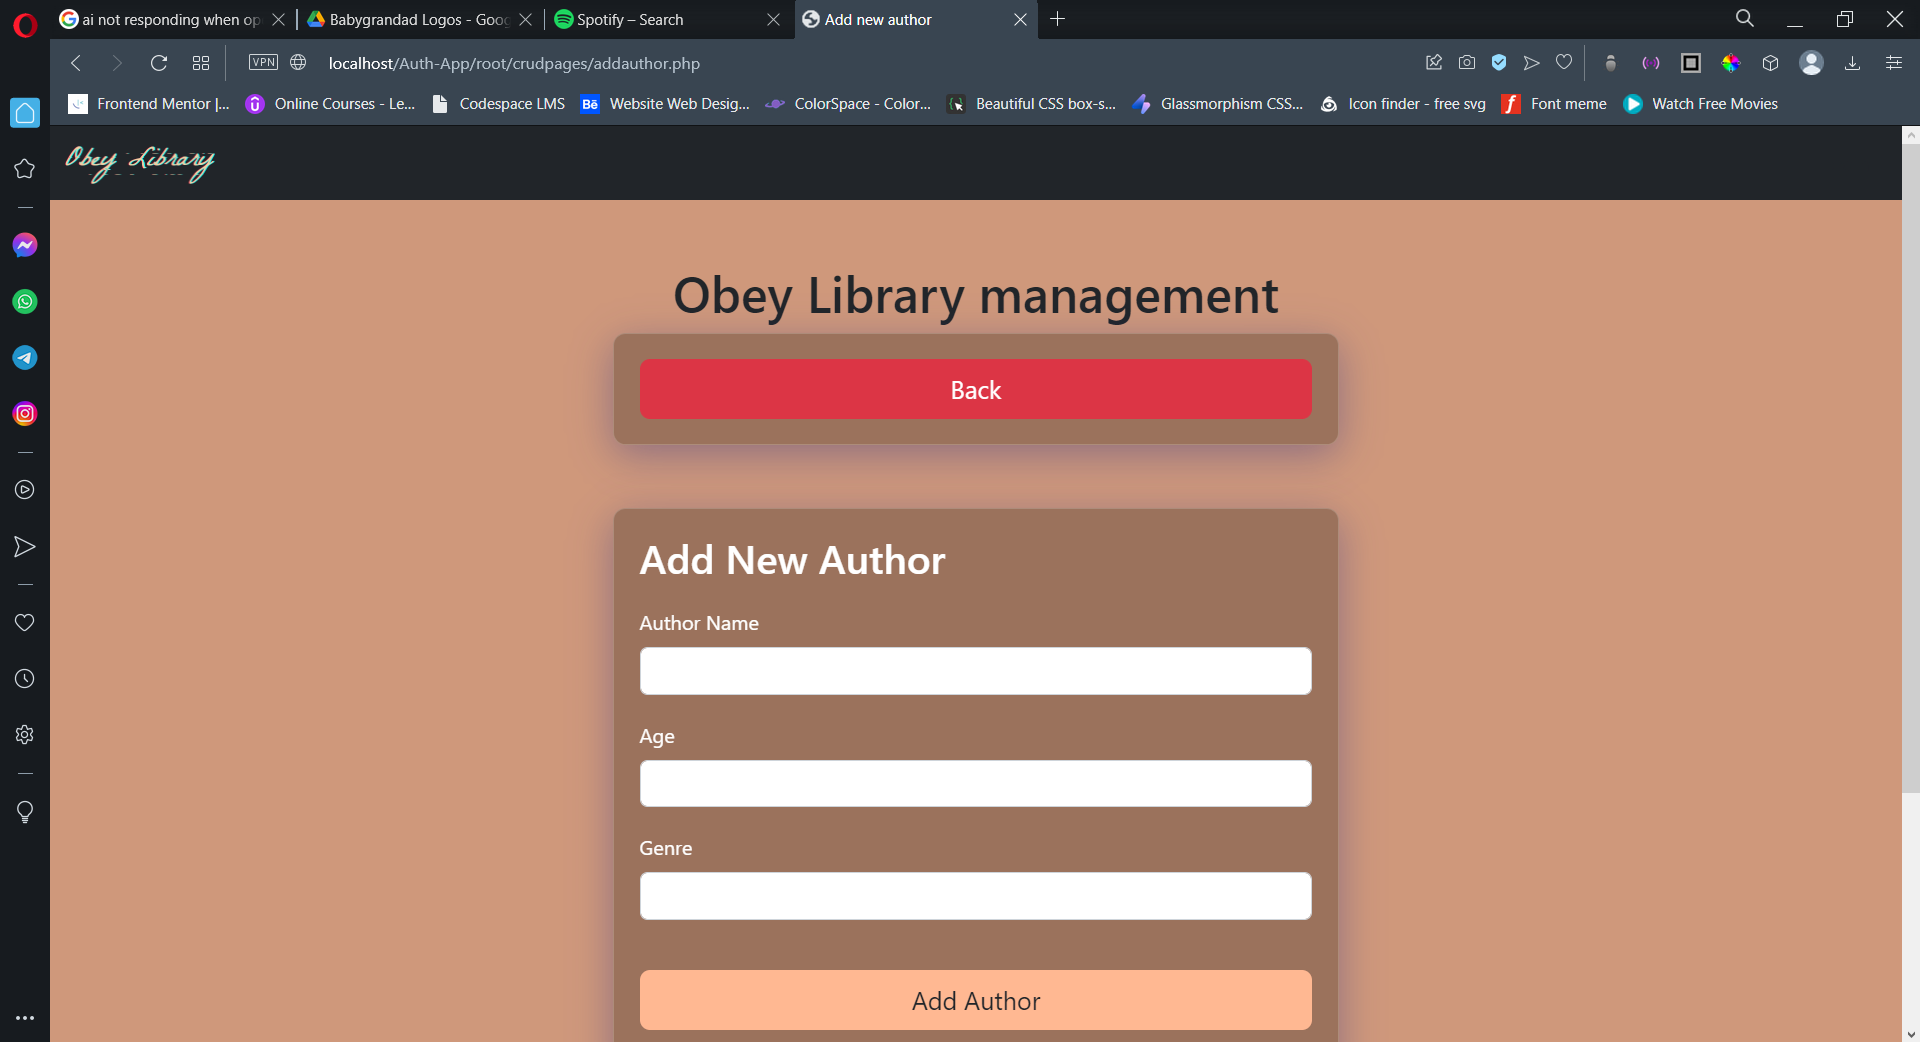 ai not responding when op
Babygrandad Logos - Goog
Spotify – Search
Add new author
VPN
localhost/Auth-App/root/crudpages/addauthor.php
Frontend Mentor |...
Online Courses - Le...
Codespace LMS
Bē
Website Web Desig...
ColorSpace - Color...
Beautiful CSS box-s...
Glassmorphism CSS...
Icon finder - free svg
Font meme
Watch Free Movies
Obey Library
Obey Library management
Back
Add New Author
Author Name
Age
Genre
Add Author